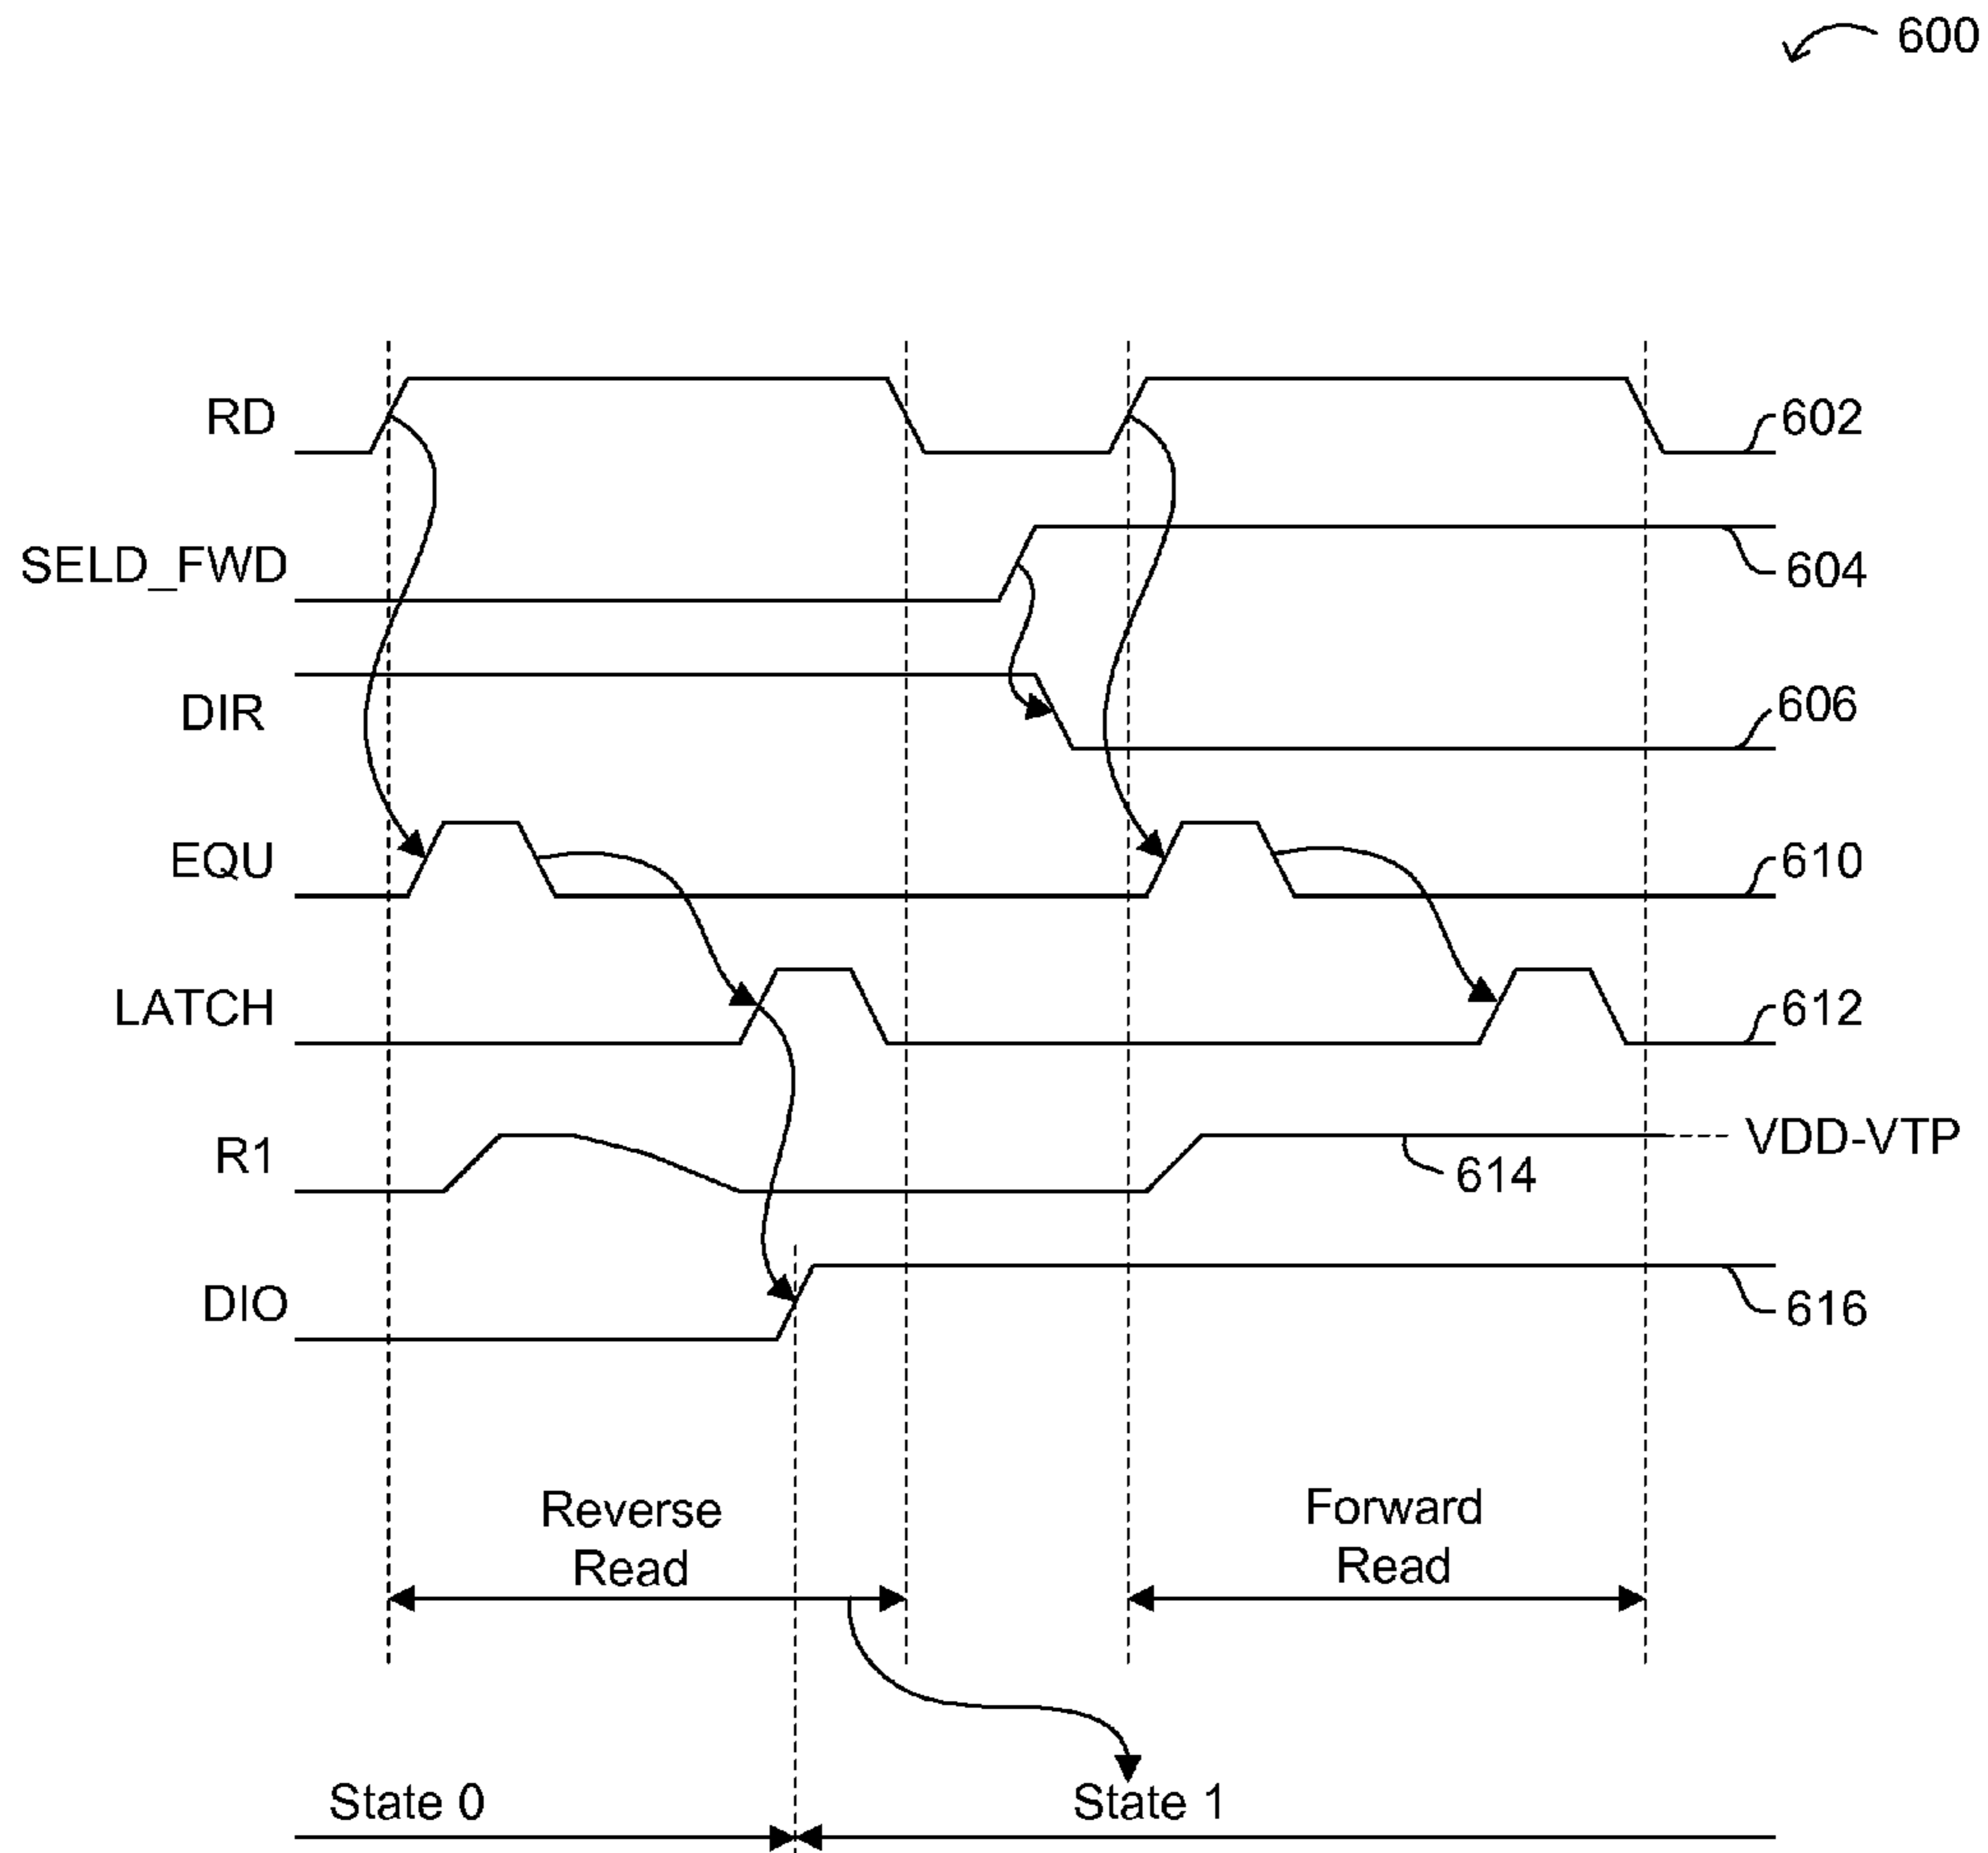 600
RD
602
SELD_FWD
604
DIR
606
EQU
610
LATCH
612
R1
VDD-VTP
614
DIO
616
Reverse
Read
Forward
Read
State 0
State 1